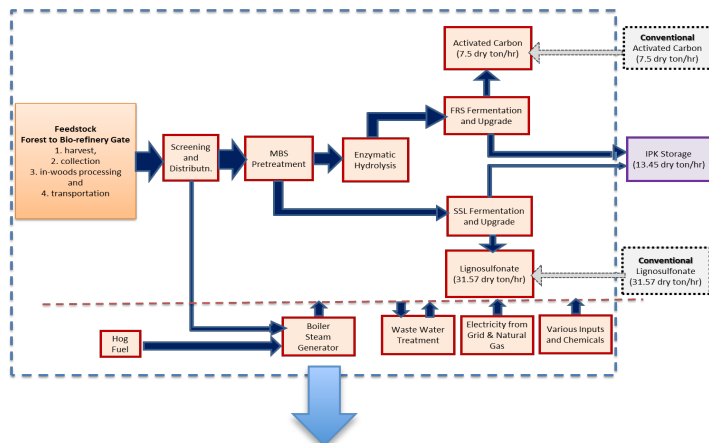 Feedstock
Forest to Bio-refinery Gate
1. harvest,
2. collection
3. in-woods processing
and
4. transportation
Screening
and
Distributn.
MBS
Pretreatment
Enzymatic
Hydrolysis
FRS Fermentation
and Upgrade
Activated Carbon
(7.5 dry ton/hr)
Conventional
Activated Carbon
(7.5 dry ton/hr)
IPK Storage
(13.45 dry ton/hr)
SSL Fermentation
and Upgrade
Lignosulfonate
(31.57 dry ton/hr)
Conventional
Lignosulfonate
(31.57 dry ton/hr)
Hog
Fuel
Boiler
Steam
Generator
Waste Water
Treatment
Electricity from
Grid & Natural
Gas
Various Inputs
and Chemicals